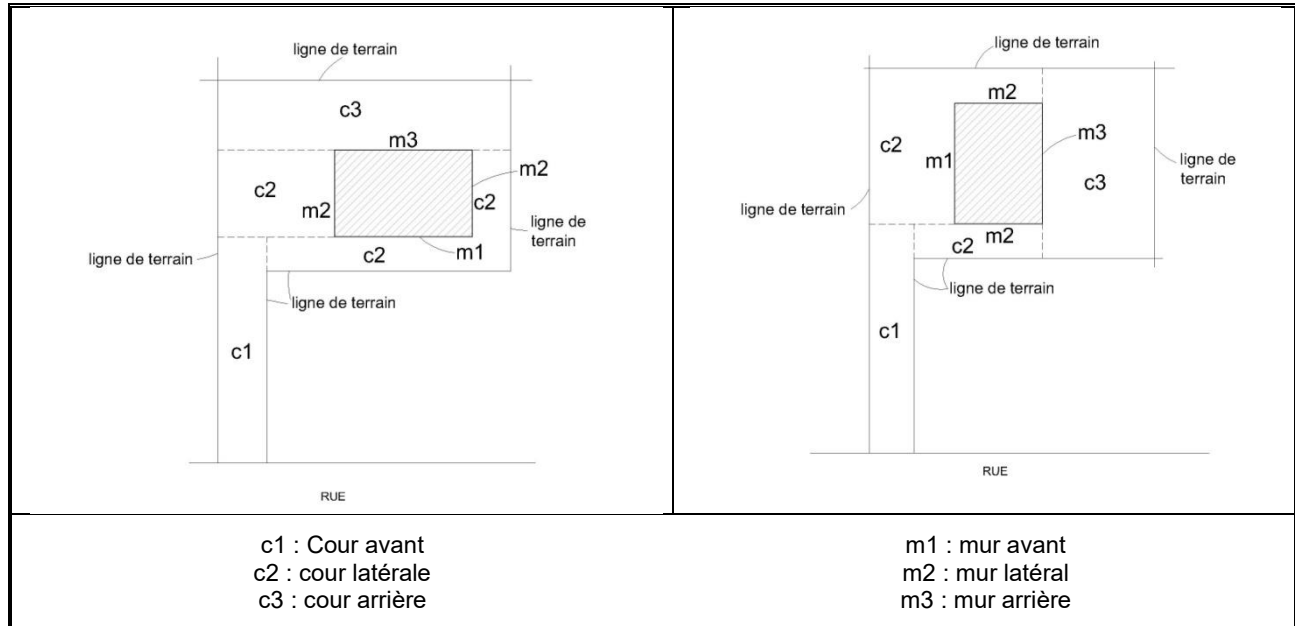 ligne de terrain
c3
m3
m2
c2
m2
c2
ligne de
terrain
m1
c2
ligne de terrain
ligne de terrain
c1
RUE
ligne de terrain
m2
m3
c2
m1
ligne de
terrain
c3
ligne de terrain
m2
c2
ligne de terrain
c1
RUE
c1 : Cour avant
c2 : cour latérale
c3 : cour arrière
m1 : mur avant
m2 : mur latéral
m3 : mur arrière